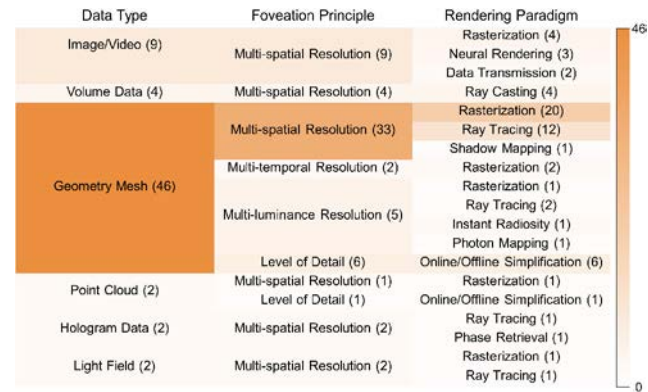 Data Type Foveation Principle Rendering Paradigm
Image/Video (9) Multi-spatial Resolution (9) Rasterization (4)
Neural Rendering (3)
Data Transmission (2)
Volume Data (4) Multi-spatial Resolution (4) Ray Casting (4)
Geometry Mesh (46) Multi-spatial Resolution (33) Rasterization (20)
Ray Tracing (12)
Shadow Mapping (1)
Multi-temporal Resolution (2) Rasterization (2)
Multi-luminance Resolution (5) Rasterization (1)
Ray Tracing (2)
Instant Radiosity (1)
Photon Mapping (1)
Level of Detail (6) Online/Offline Simplification (6)
Point Cloud (2) Multi-spatial Resolution (1) Rasterization (1)
Level of Detail (1) Online/Offline Simplification (1)
Hologram Data (2) Multi-spatial Resolution (2) Ray Tracing (1)
Phase Retrieval (1)
Light Field (2) Multi-spatial Resolution (2) Rasterization (1)
Ray Tracing (1)
0